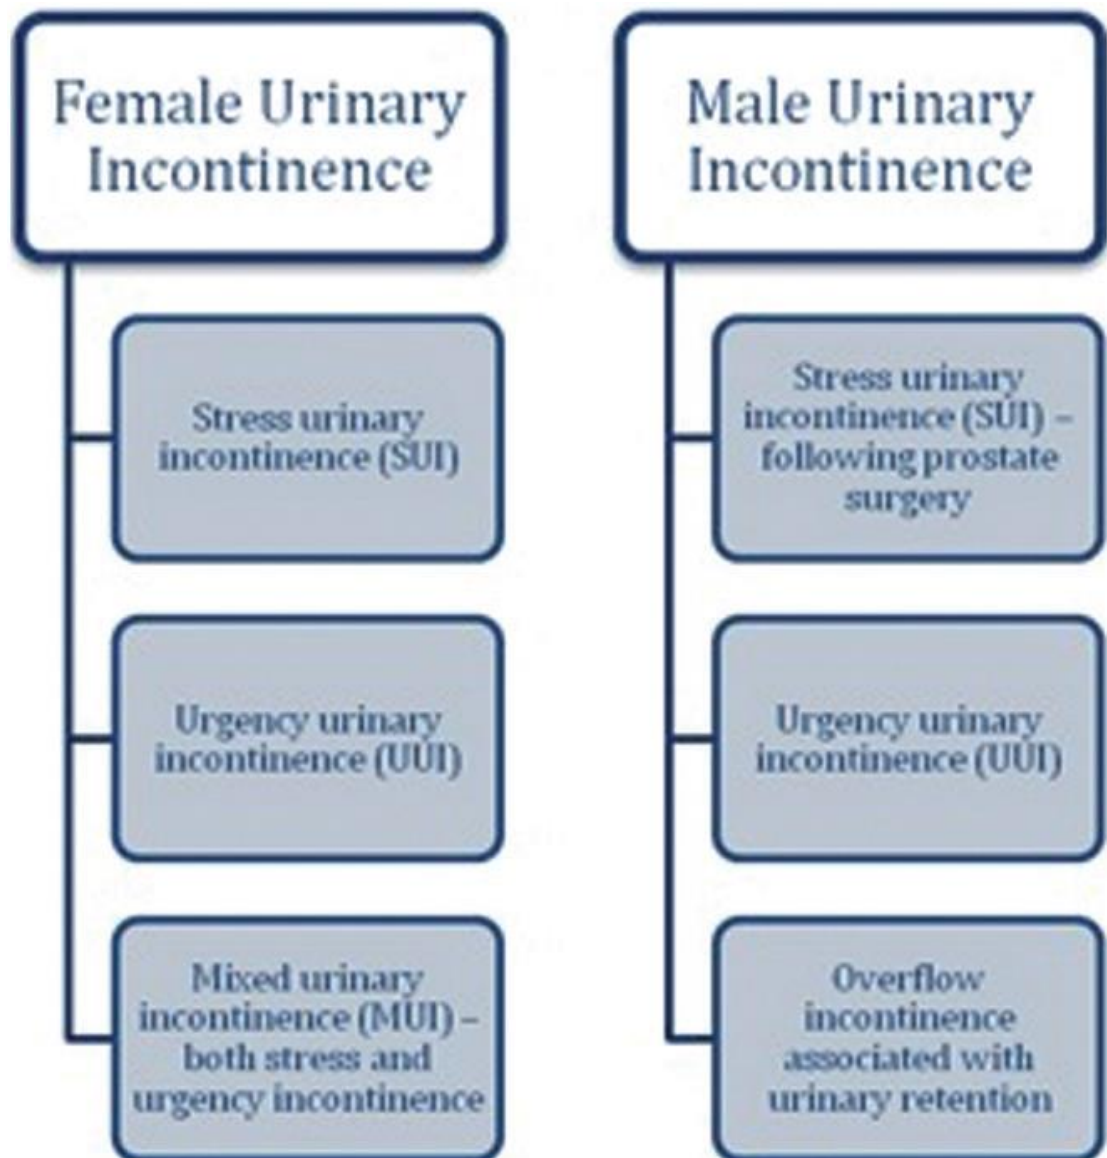 Female Urinary
Incontinence
Stress urinary
incontinence (SUI)
Urgency urinary
incontinence (UUI)
Mixed urinary
incontinence (MUI) –
both stress and
urgency incontinence
Male Urinary
Incontinence
Stress urinary
incontinence (SUI) –
following prostate
surgery
Urgency urinary
incontinence (UUI)
Overflow
incontinence
associated with
urinary retention